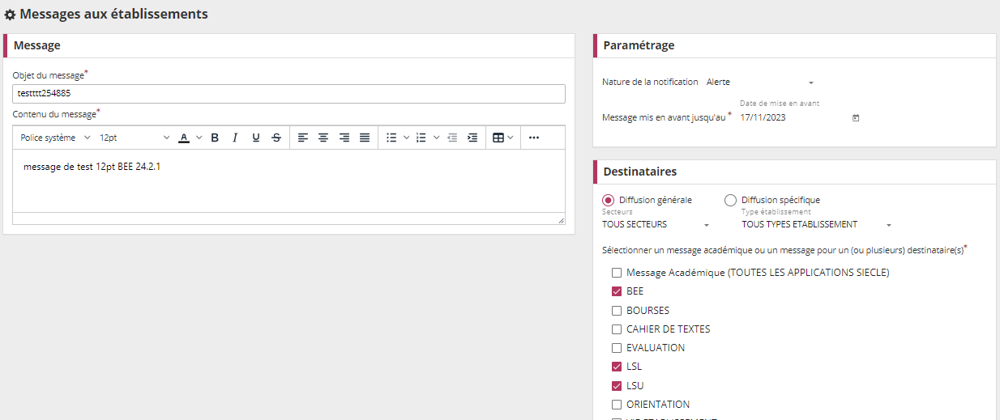 Messages aux établissements
Message
Objet du message*
testttt254885
Contenu du message*
Police système 12pt A B I U S
message de test 12pt BEE 24.2.1
Paramétrage
Nature de la notification Alerte
Date de mise en avant
Message mis en avant jusqu'au * 17/11/2023
Destinataires
Diffusion générale Diffusion spécifique
Secteurs Type établissement
TOUS SECTEURS TOUS TYPES ETABLISSEMENT
Sélectionner un message académique ou un message pour un (ou plusieurs) destinataire(s)*
Message Académique (TOUTES LES APPLICATIONS SIECLE)
BEE
BOURSES
CAHIER DE TEXTES
EVALUATION
LSL
LSU
ORIENTATION